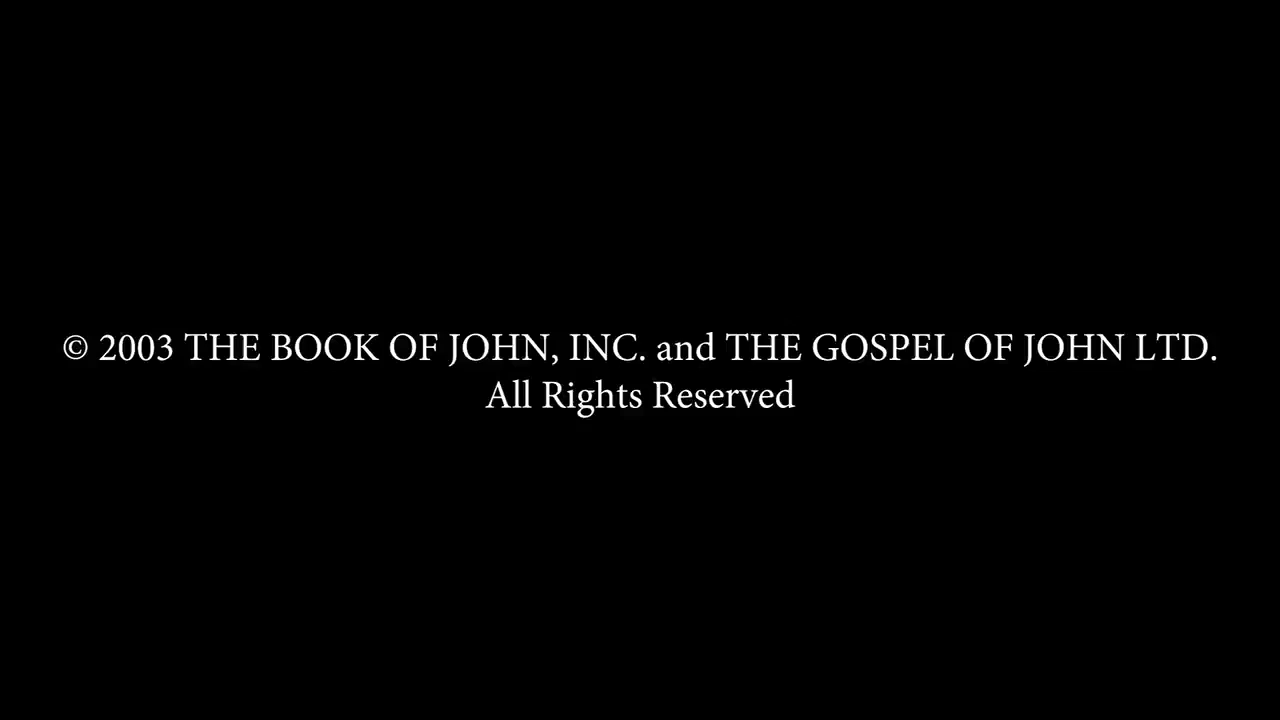 © 2003 THE BOOK OF JOHN, INC. and THE GOSPEL OF JOHN LTD.
All Rights Reserved